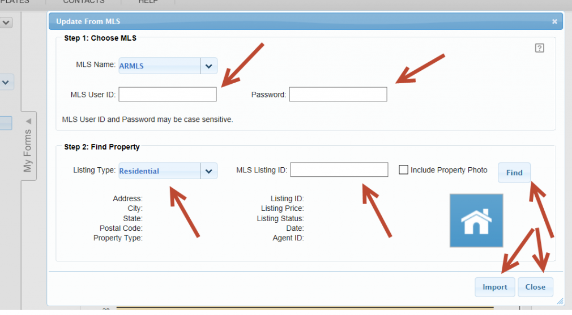 PLATES CONTACTS HELP
Update From MLS
Step 1: Choose MLS
?
MLS Name: ARMLS
MLS User ID: Password:
MLS User ID and Password may be case sensitive.
My Forms
Step 2: Find Property
Listing Type: Residential MLS Listing ID: Include Property Photo Find
Address: Listing ID:
City: Listing Price:
State: Listing Status:
Postal Code: Date:
Property Type: Agent ID:
Import Close